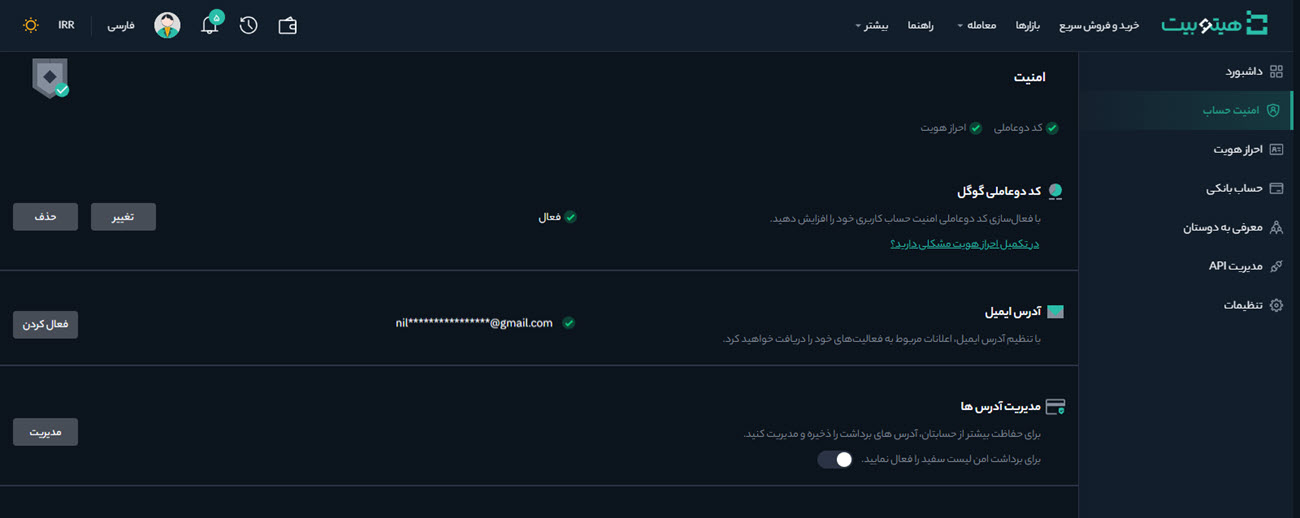 هیتوبیت
خرید و فروش سریع
بازارها
معامله
راهنما
بیشتر
۵
فارسی
IRR
داشبورد
امنیت حساب
احراز هویت
حساب بانکی
معرفی به دوستان
مدیریت API
تنظیمات
امنیت
کد دوعاملی
احراز هویت
کد دوعاملی گوگل
با فعال‌سازی کد دوعاملی امنیت حساب کاربری خود را افزایش دهید.
در تکمیل احراز هویت مشکلی دارید؟
فعال
تغییر
حذف
آدرس ایمیل
با تنظیم آدرس ایمیل، اعلانات مربوط به فعالیت‌های خود را دریافت خواهید کرد.
nil****************@gmail.com
فعال کردن
مدیریت آدرس ها
برای حفاظت بیشتر از حسابتان، آدرس های برداشت را ذخیره و مدیریت کنید.
برای برداشت امن لیست سفید را فعال نمایید.
مدیریت